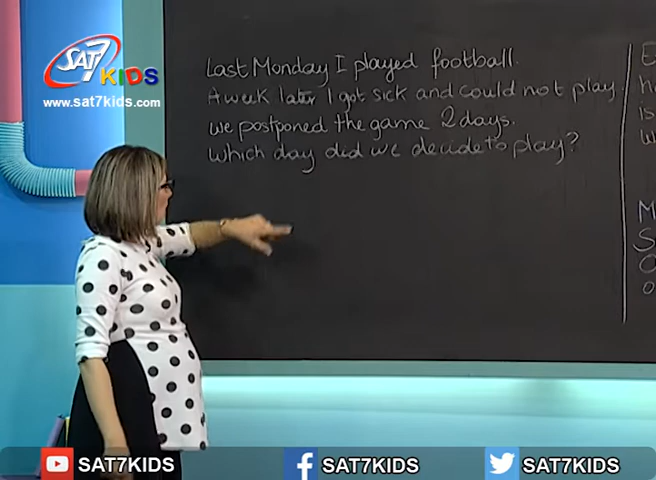 SAT7 KIDS
www.sat7kids.com
Last Monday I played football.
A week later I got sick and could not play.
we postponed the game 2 days.
which day did we decide to play?
E
h
is
w
M
S
O
o
SAT7KIDS
SAT7KIDS
SAT7KIDS